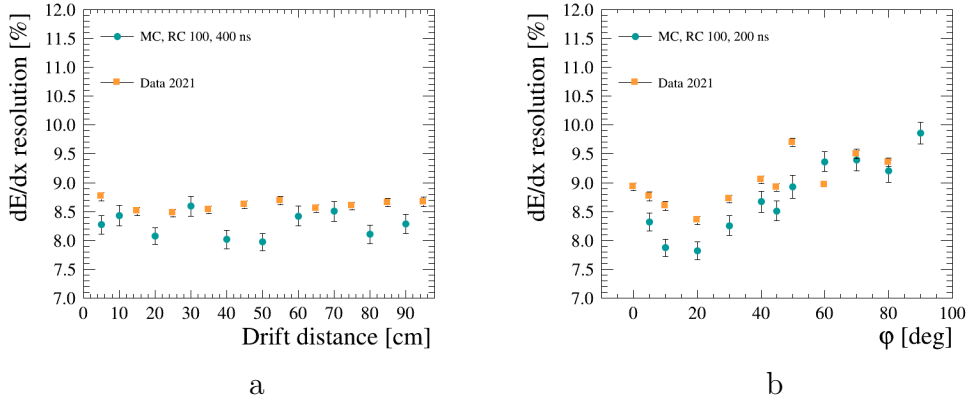 dE/dx resolution [%]
12.0
11.5
11.0
10.5
10.0
9.5
9.0
8.5
8.0
7.5
7.0
MC, RC 100, 400 ns
Data 2021
0 10 20 30 40 50 60 70 80 90
Drift distance [cm]
a
dE/dx resolution [%]
12.0
11.5
11.0
10.5
10.0
9.5
9.0
8.5
8.0
7.5
7.0
MC, RC 100, 200 ns
Data 2021
0 20 40 60 80 100
φ [deg]
b